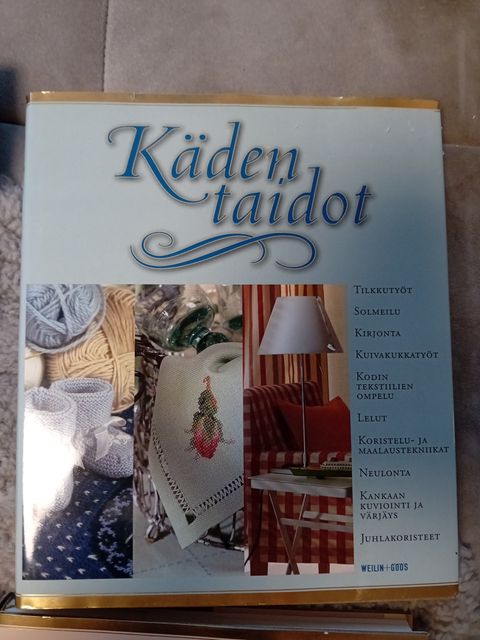 Käden
taidot
Tilkkutyöt
Solmeilu
Kirjonta
Kuivakukkatyöt
Kodin
tekstiilien
ompelu
Lelut
Koristelu- ja
maalaustekniikat
Neulonta
Kankaan
kuviointi ja
värjäys
Juhlakoristeet
WEILIN+GÖÖS